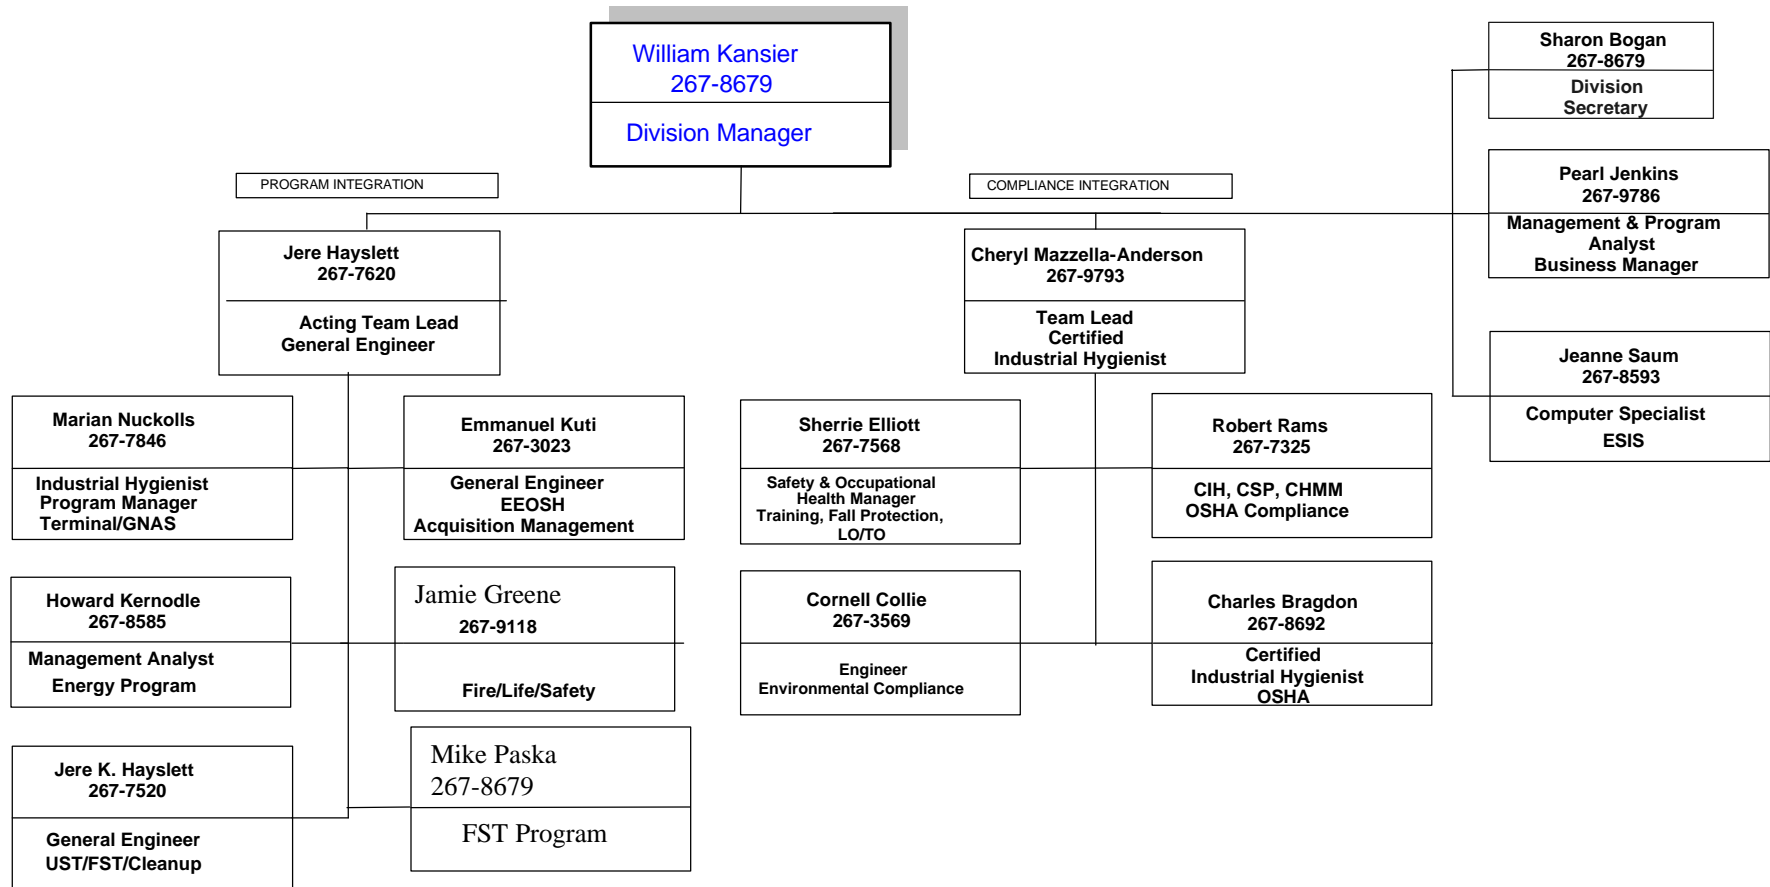 William Kansier
267-8679
Division Manager
Sharon Bogan
267-8679
Division
Secretary
Pearl Jenkins
267-9786
Management & Program
Analyst
Business Manager
Jeanne Saum
267-8593
Computer Specialist
ESIS
PROGRAM INTEGRATION
COMPLIANCE INTEGRATION
Jere Hayslett
267-7620
Acting Team Lead
General Engineer
Cheryl Mazzella-Anderson
267-9793
Team Lead
Certified
Industrial Hygienist
Marian Nuckolls
267-7846
Industrial Hygienist
Program Manager
Terminal/GNAS
Emmanuel Kuti
267-3023
General Engineer
EEOSH
Acquisition Management
Sherrie Elliott
267-7568
Safety & Occupational
Health Manager
Training, Fall Protection,
LO/TO
Robert Rams
267-7325
CIH, CSP, CHMM
OSHA Compliance
Howard Kernodle
267-8585
Management Analyst
Energy Program
Jamie Greene
267-9118
Fire/Life/Safety
Cornell Collie
267-3569
Engineer
Environmental Compliance
Charles Bragdon
267-8692
Certified
Industrial Hygienist
OSHA
Jere K. Hayslett
267-7520
General Engineer
UST/FST/Cleanup
Mike Paska
267-8679
FST Program